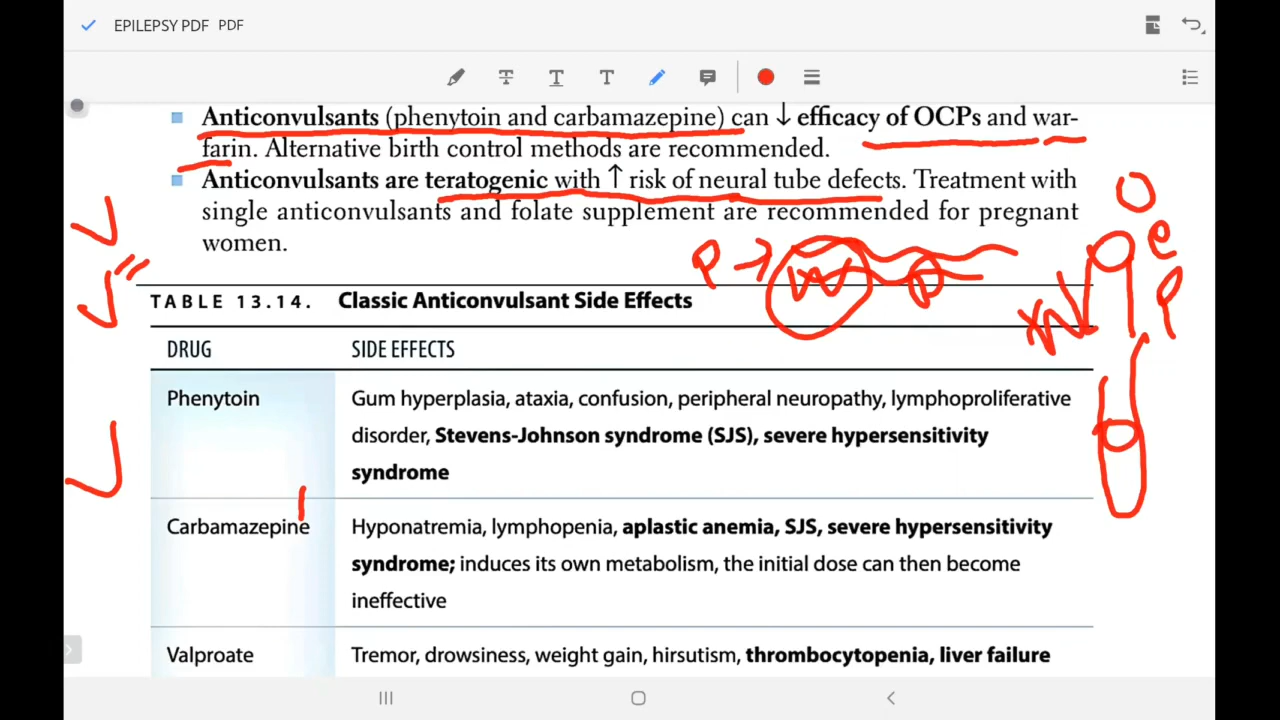 EPILEPSY PDF PDF
Anticonvulsants (phenytoin and carbamazepine) can ↓ efficacy of OCPs and war-
farin. Alternative birth control methods are recommended.
Anticonvulsants are teratogenic with ↑ risk of neural tube defects. Treatment with
single anticonvulsants and folate supplement are recommended for pregnant
women.
TABLE 13.14. Classic Anticonvulsant Side Effects
DRUG SIDE EFFECTS
Phenytoin Gum hyperplasia, ataxia, confusion, peripheral neuropathy, lymphoproliferative
disorder, Stevens-Johnson syndrome (SJS), severe hypersensitivity
syndrome
Carbamazepine Hyponatremia, lymphopenia, aplastic anemia, SJS, severe hypersensitivity
syndrome; induces its own metabolism, the initial dose can then become
ineffective
Valproate Tremor, drowsiness, weight gain, hirsutism, thrombocytopenia, liver failure